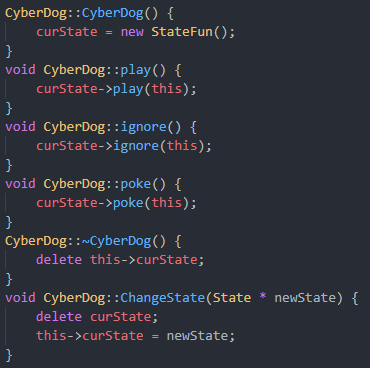 CyberDog::CyberDog() {
    curState = new StateFun();
}
void CyberDog::play() {
    curState->play(this);
}
void CyberDog::ignore() {
    curState->ignore(this);
}
void CyberDog::poke() {
    curState->poke(this);
}
CyberDog::~CyberDog() {
    delete this->curState;
}
void CyberDog::ChangeState(State * newState) {
    delete curState;
    this->curState = newState;
}